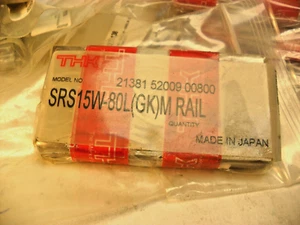 THK
MODEL NO.
21381 52009 00800
SRS15W-80L(GK)M RAIL
QUANTITY
MADE IN JAPAN